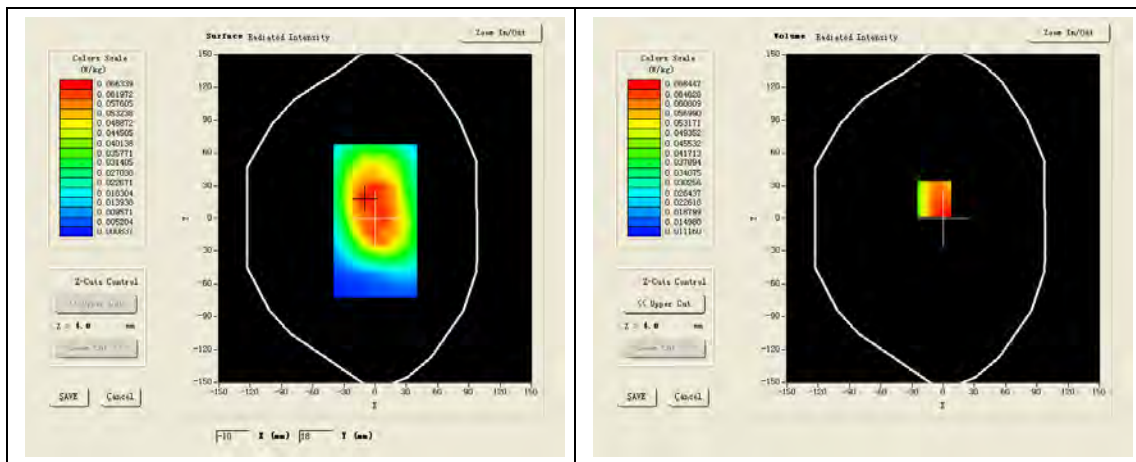 Surface Radiated Intensity
Zoom In/Out
Colors Scale
(W/kg)
0.066339
0.061972
0.057605
0.053238
0.048872
0.044505
0.040138
0.035771
0.031405
0.027038
0.022671
0.018304
0.013938
0.009571
0.005204
0.000837
Z-Cuts Control
<< Upper Cut
Z = 4.0 mm
SAVE
Cancel
150
120
90
60
30
0
-30
-60
-90
-120
-150
-150 -120 -90 -60 -30 0 30 60 90 120 150
X
-10 X (mm) 18 Y (mm)
Volume Radiated Intensity
Zoom In/Out
Colors Scale
(W/kg)
0.068447
0.064628
0.060809
0.056990
0.053171
0.049352
0.045532
0.041713
0.037894
0.034075
0.030256
0.026437
0.022618
0.018799
0.014980
0.011160
Z-Cuts Control
<< Upper Cut
Z = 4.0 mm
SAVE
Cancel
150
120
90
60
30
0
-30
-60
-90
-120
-150
-150 -120 -90 -60 -30 0 30 60 90 120 150
X